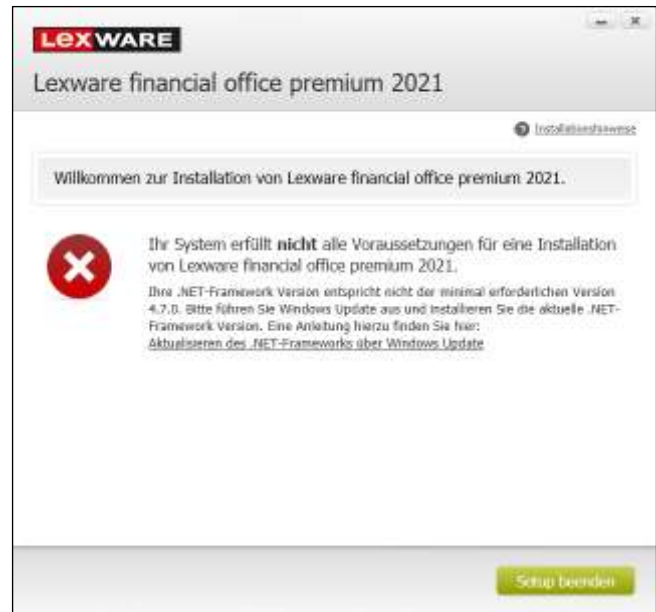 Lexware
Lexware financial office premium 2021
Installationshinweise
Willkommen zur Installation von Lexware financial office premium 2021.
Ihr System erfüllt nicht alle Voraussetzungen für eine Installation
von Lexware financial office premium 2021.
Ihre .NET-Framework Version entspricht nicht der minimal erforderlichen Version
4.7.0. Bitte führen Sie Windows Update aus und installieren Sie die aktuelle .NET-
Framework Version. Eine Anleitung hierzu finden Sie hier:
Aktualisieren des .NET-Frameworks über Windows Update
Setup beenden